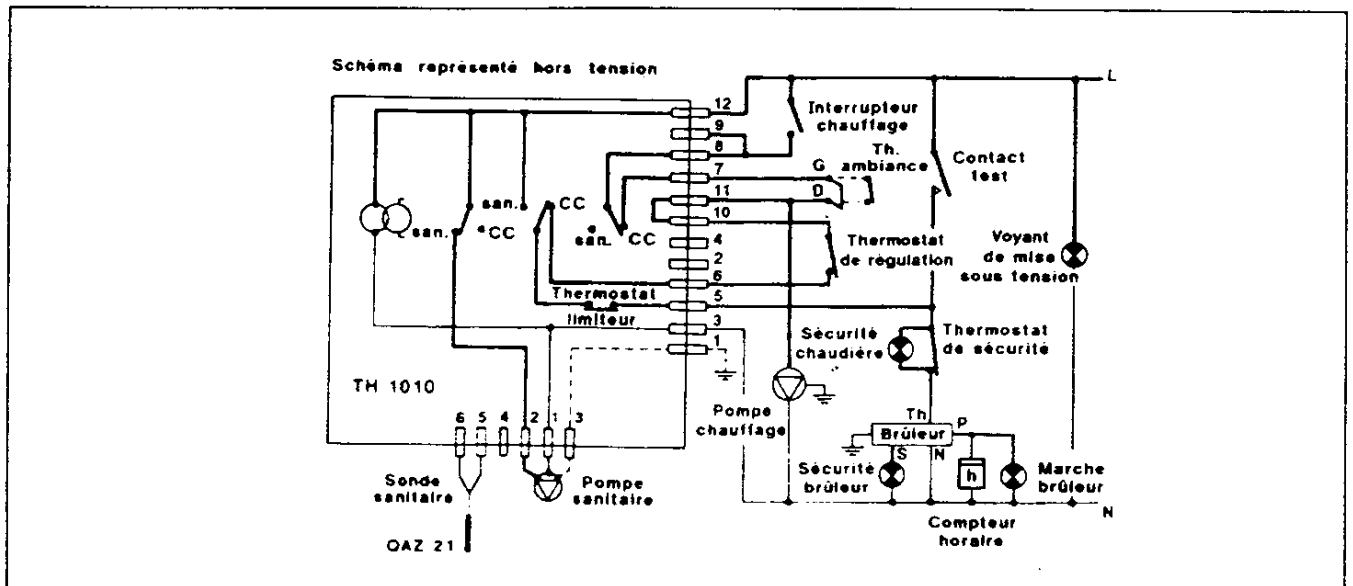 Schéma représenté hors tension
L
12
9
8
7
11
10
4
2
6
5
3
1
Interrupteur
chauffage
Th.
ambiance
G
D
Contact
test
san.
CC
san.
CC
san.
CC
Thermostat
de régulation
Voyant
de mise
sous tension
Thermostat
limiteur
Sécurité
chaudière
Thermostat
de sécurité
TH 1010
Pompe
chauffage
Th
P
Brûleur
S
N
6 5 4 2 1 3
Sonde
sanitaire
Pompe
sanitaire
Sécurité
brûleur
h
Marche
brûleur
N
Compteur
horaire
QAZ 21